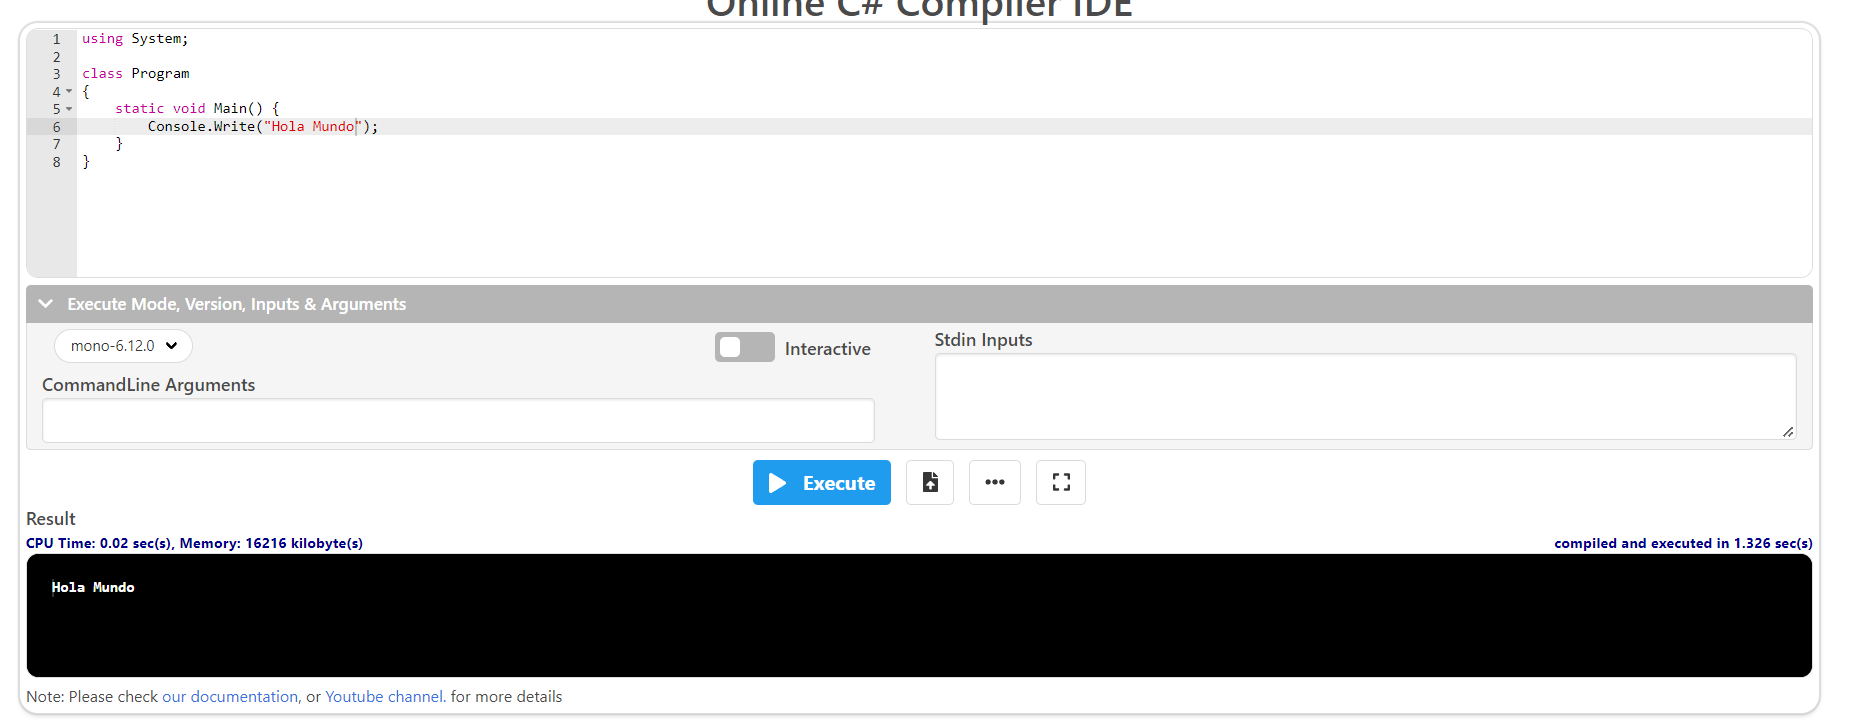 Online C# Compiler IDE
1 using System;
2
3 class Program
4 {
5     static void Main() {
6         Console.Write("Hola Mundo");
7     }
8 }
Execute Mode, Version, Inputs & Arguments
mono-6.12.0
Interactive
Stdin Inputs
CommandLine Arguments
Execute
Result
CPU Time: 0.02 sec(s), Memory: 16216 kilobyte(s)
compiled and executed in 1.326 sec(s)
Hola Mundo
Note: Please check our documentation, or Youtube channel. for more details